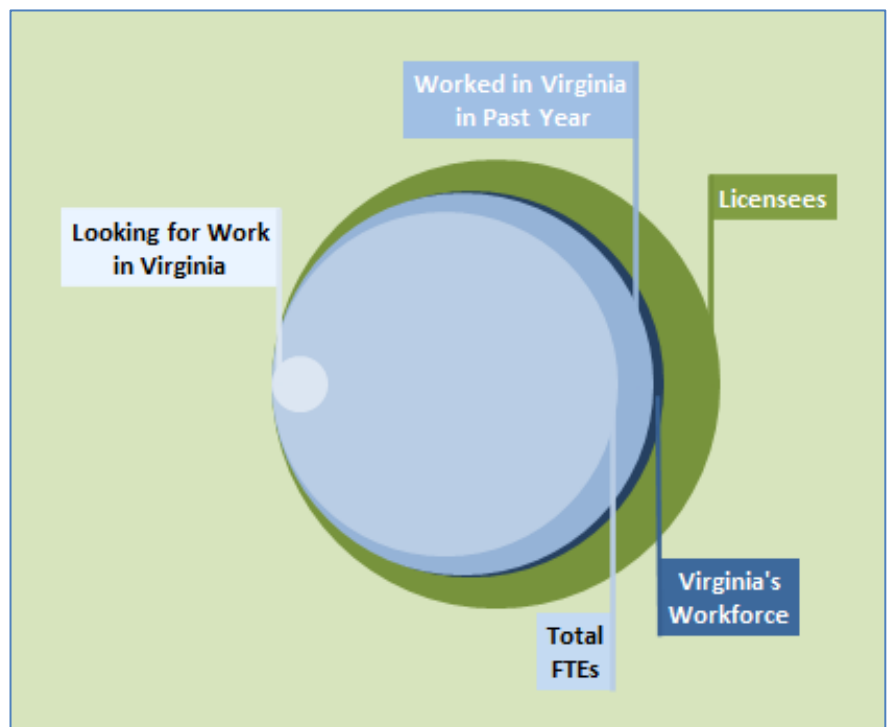 Worked in Virginia
in Past Year
Licensees
Looking for Work
in Virginia
Virginia's
Workforce
Total
FTEs